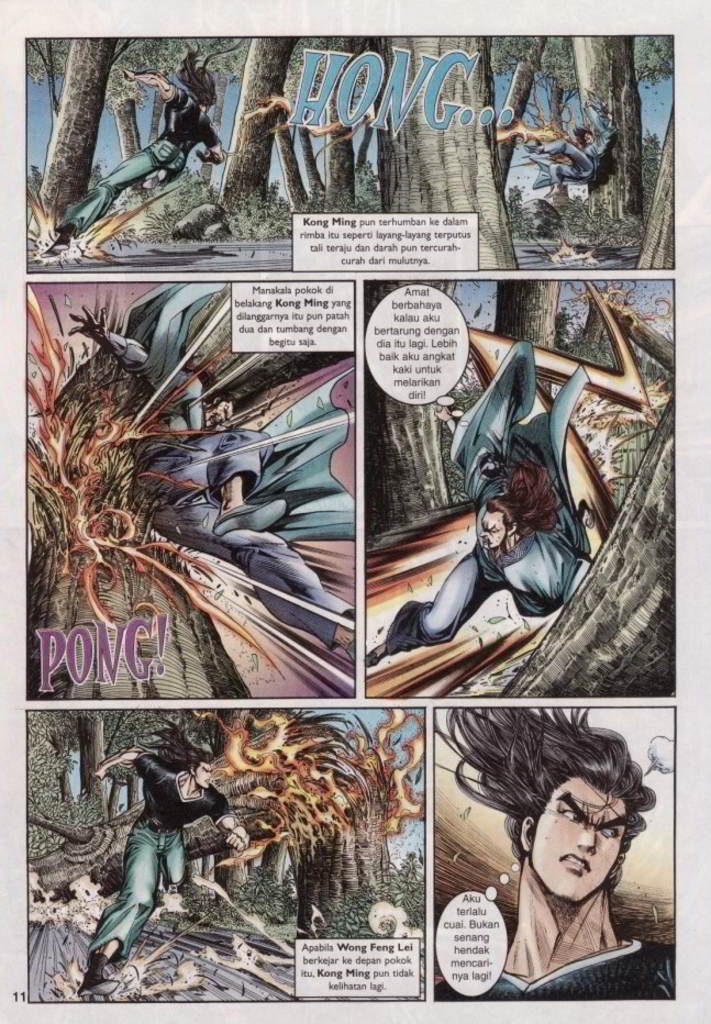 HONG...
Kong Ming pun terhumban ke dalam
rimba itu seperti layang-layang terputus
tali teraju dan darah pun tercurah-
curah dari mulutnya.
Manakala pokok di
belakang Kong Ming yang
dilanggarnya itu pun patah
dua dan tumbang dengan
begitu saja.
PONG!
Amat
berbahaya
kalau aku
bertarung dengan
dia itu lagi. Lebih
baik aku angkat
kaki untuk
melarikan
diri!
Apabila Wong Feng Lei
berkejar ke depan pokok
itu, Kong Ming pun tidak
kelihatan lagi.
Aku
terlalu
cuai. Bukan
senang
hendak
mencari-
nya lagi!
11